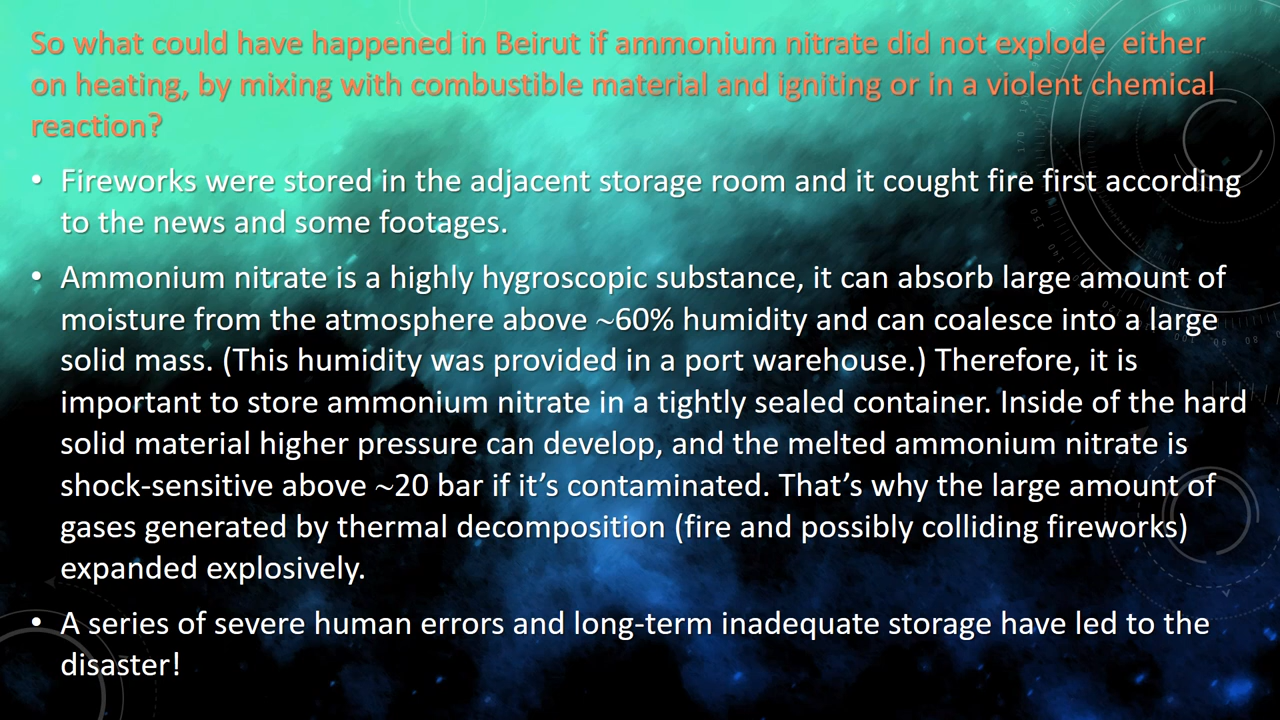 So what could have happened in Beirut if ammonium nitrate did not explode  either
on heating, by mixing with combustible material and igniting or in a violent chemical
reaction?
• Fireworks were stored in the adjacent storage room and it cought fire first according
to the news and some footages.
• Ammonium nitrate is a highly hygroscopic substance, it can absorb large amount of
moisture from the atmosphere above ~60% humidity and can coalesce into a large
solid mass. (This humidity was provided in a port warehouse.) Therefore, it is
important to store ammonium nitrate in a tightly sealed container. Inside of the hard
solid material higher pressure can develop, and the melted ammonium nitrate is
shock-sensitive above ~20 bar if it’s contaminated. That’s why the large amount of
gases generated by thermal decomposition (fire and possibly colliding fireworks)
expanded explosively.
• A series of severe human errors and long-term inadequate storage have led to the
disaster!